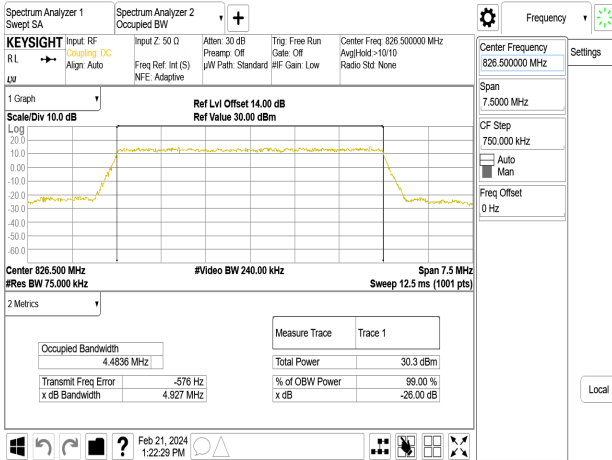 Spectrum Analyzer 1
Swept SA
Spectrum Analyzer 2
Occupied BW
+
Frequency
KEYSIGHT
RL
LXI
Input: RF
Coupling: DC
Align: Auto
Input Z: 50 Ω
Freq Ref: Int (S)
NFE: Adaptive
Atten: 30 dB
Preamp: Off
µW Path: Standard
Trig: Free Run
Gate: Off
#IF Gain: Low
Center Freq: 826.500000 MHz
Avg|Hold:>10/10
Radio Std: None
Center Frequency
826.500000 MHz
Span
7.5000 MHz
CF Step
750.000 kHz
Auto
Man
Freq Offset
0 Hz
Settings
Local
1 Graph
Scale/Div 10.0 dB
Ref Lvl Offset 14.00 dB
Ref Value 30.00 dBm
Log
20.0
10.0
0.00
-10.0
-20.0
-30.0
-40.0
-50.0
-60.0
Center 826.500 MHz
#Video BW 240.00 kHz
Span 7.5 MHz
#Res BW 75.000 kHz
Sweep 12.5 ms (1001 pts)
2 Metrics
Measure Trace Trace 1
Occupied Bandwidth
4.4836 MHz
Total Power 30.3 dBm
Transmit Freq Error -576 Hz
% of OBW Power 99.00 %
x dB Bandwidth 4.927 MHz
x dB -26.00 dB
?
Feb 21, 2024
1:22:29 PM